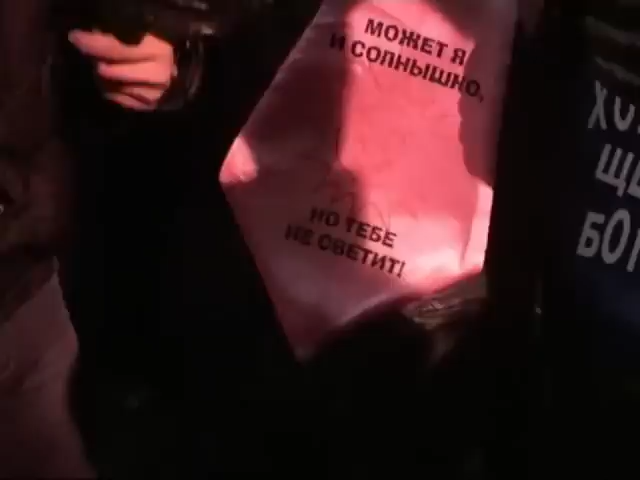 МОЖЕТ Я
И СОЛНЫШКО,
НО ТЕБЕ
НЕ СВЕТИТ!